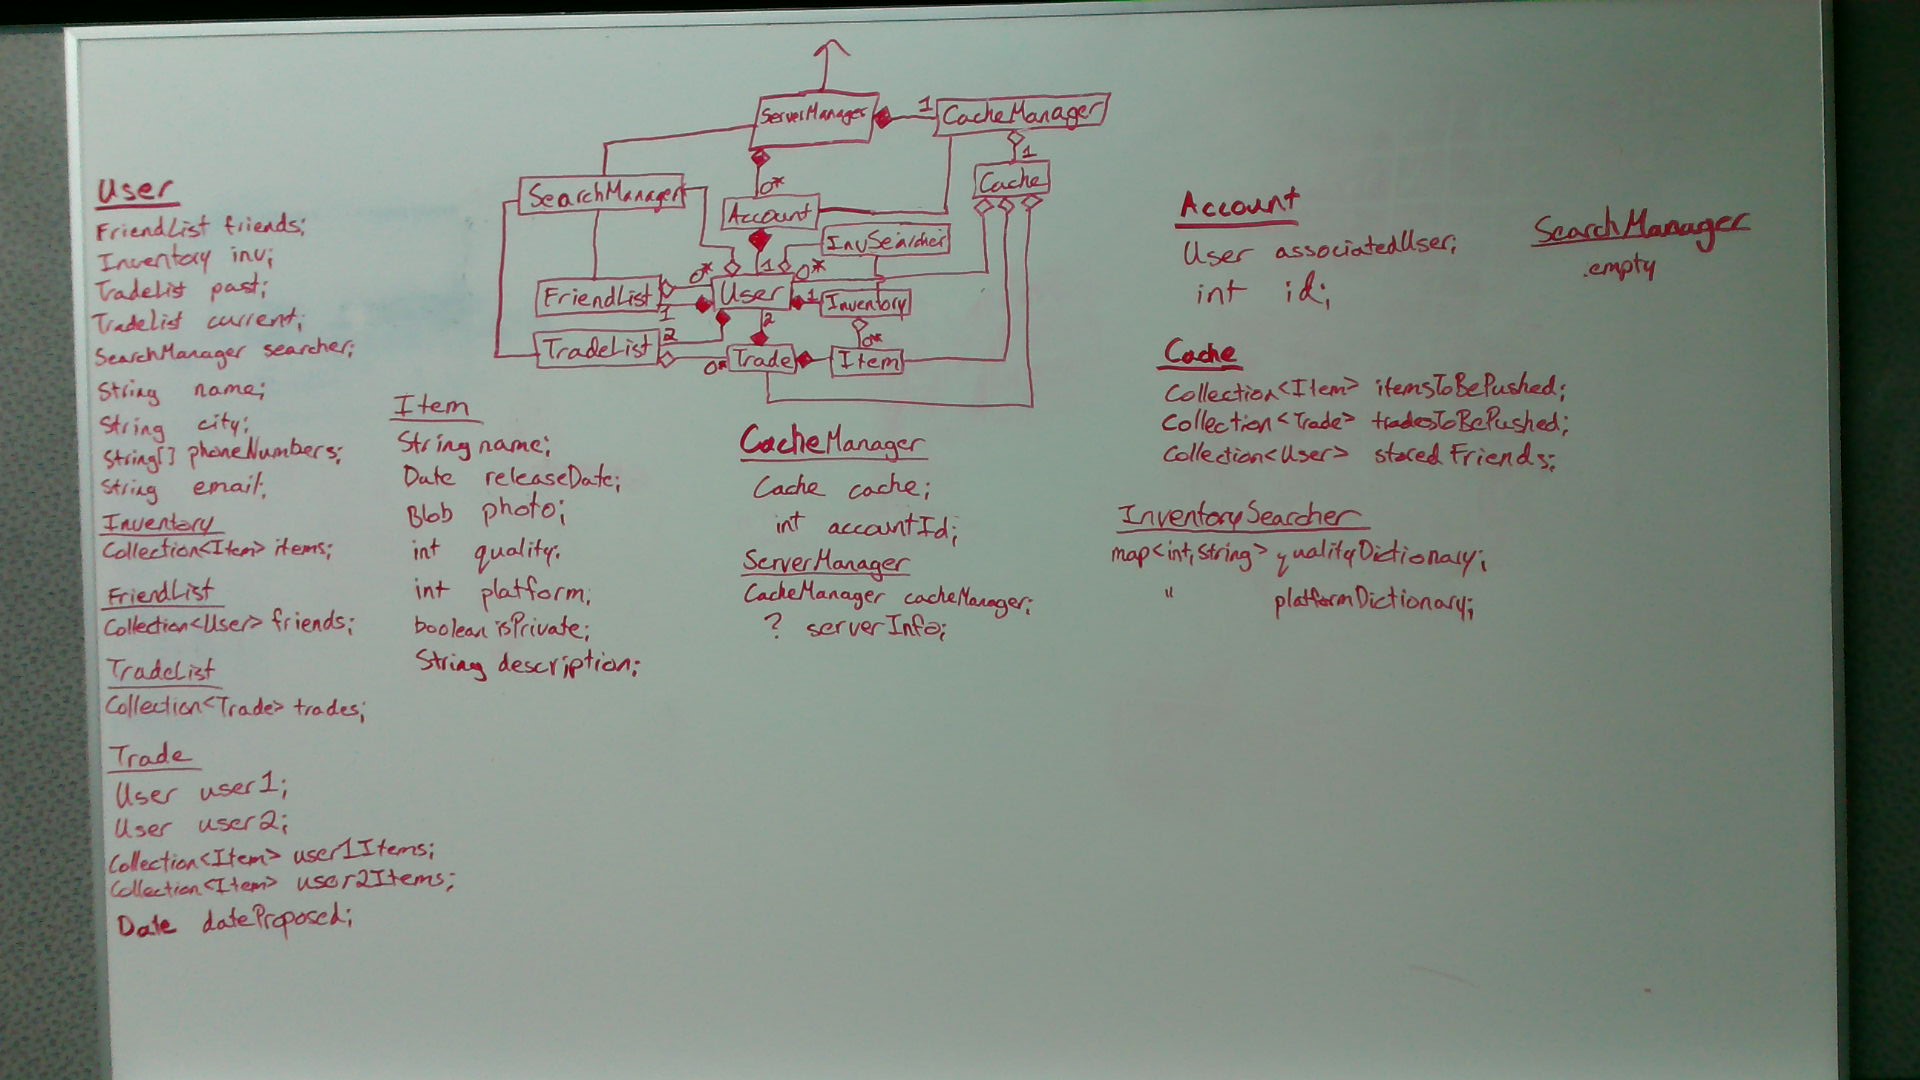 ServerManager
1
CacheManager
1
Cache
0*
SearchManager
Account
InvSearcher
0*
1
0*
FriendList
User
1
Inventory
1
2
2
0*
TradeList
0*
Trade
Item
User
FriendList friends;
Inventory inv;
TradeList past;
TradeList current;
SearchManager searcher;
String name;
String city;
String[] phoneNumbers;
String email;
Inventory
Collection<Item> items;
FriendList
Collection<User> friends;
TradeList
Collection<Trade> trades;
Trade
User user1;
User user2;
Collection<Item> user1Items;
Collection<Item> user2Items;
Date dateProposed;
Item
String name;
Date releaseDate;
Blob photo;
int quality;
int platform;
boolean isPrivate;
String description;
CacheManager
Cache cache;
int accountId;
ServerManager
CacheManager cacheManager;
? serverInfo;
Account
User associatedUser;
int id;
SearchManager
.empty
Cache
Collection<Item> itemsToBePushed;
Collection<Trade> tradesToBePushed;
Collection<User> storedFriends;
InventorySearcher
map<int,String> qualityDictionary;
" platformDictionary;